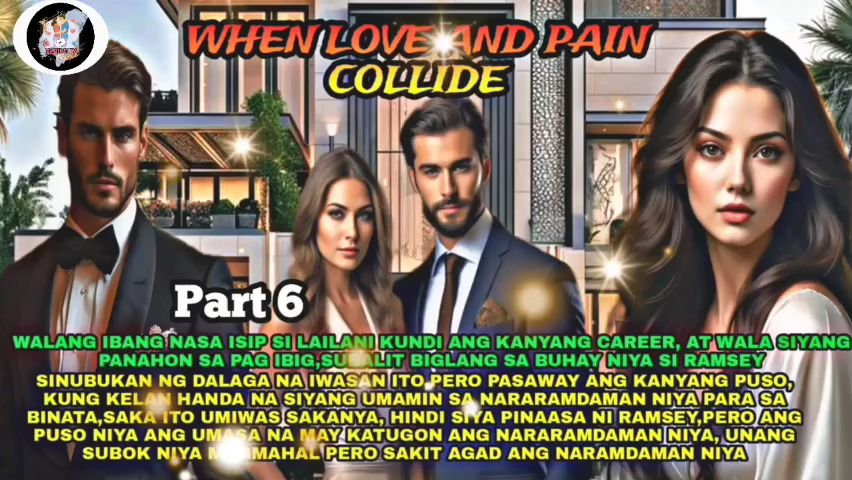 WHEN LOVE AND PAIN
COLLIDE
Part 6
WALANG IBANG NASA ISIP SI LAILANI KUNDI ANG KANYANG CAREER, AT WALA SIYANG
PANAHON SA PAG IBIG,SUBALIT BIGLANG SA BUHAY NIYA SI RAMSEY
SINUBUKAN NG DALAGA NA IWASAN ITO,PERO PASAWAY ANG KANYANG PUSO,
KUNG KELAN HANDA NA SIYANG UMAMIN SA NARARAMDAMAN NIYA PARA SA
BINATA,SAKA ITO UMIWAS SAKANYA, HINDI SIYA PINAASA NI RAMSEY,PERO ANG
PUSO NIYA ANG UMASA NA MAY KATUGON ANG NARARAMDAMAN NIYA, UNANG
SUBOK NIYA MAGMAHAL PERO SAKIT AGAD ANG NARAMDAMAN NIYA